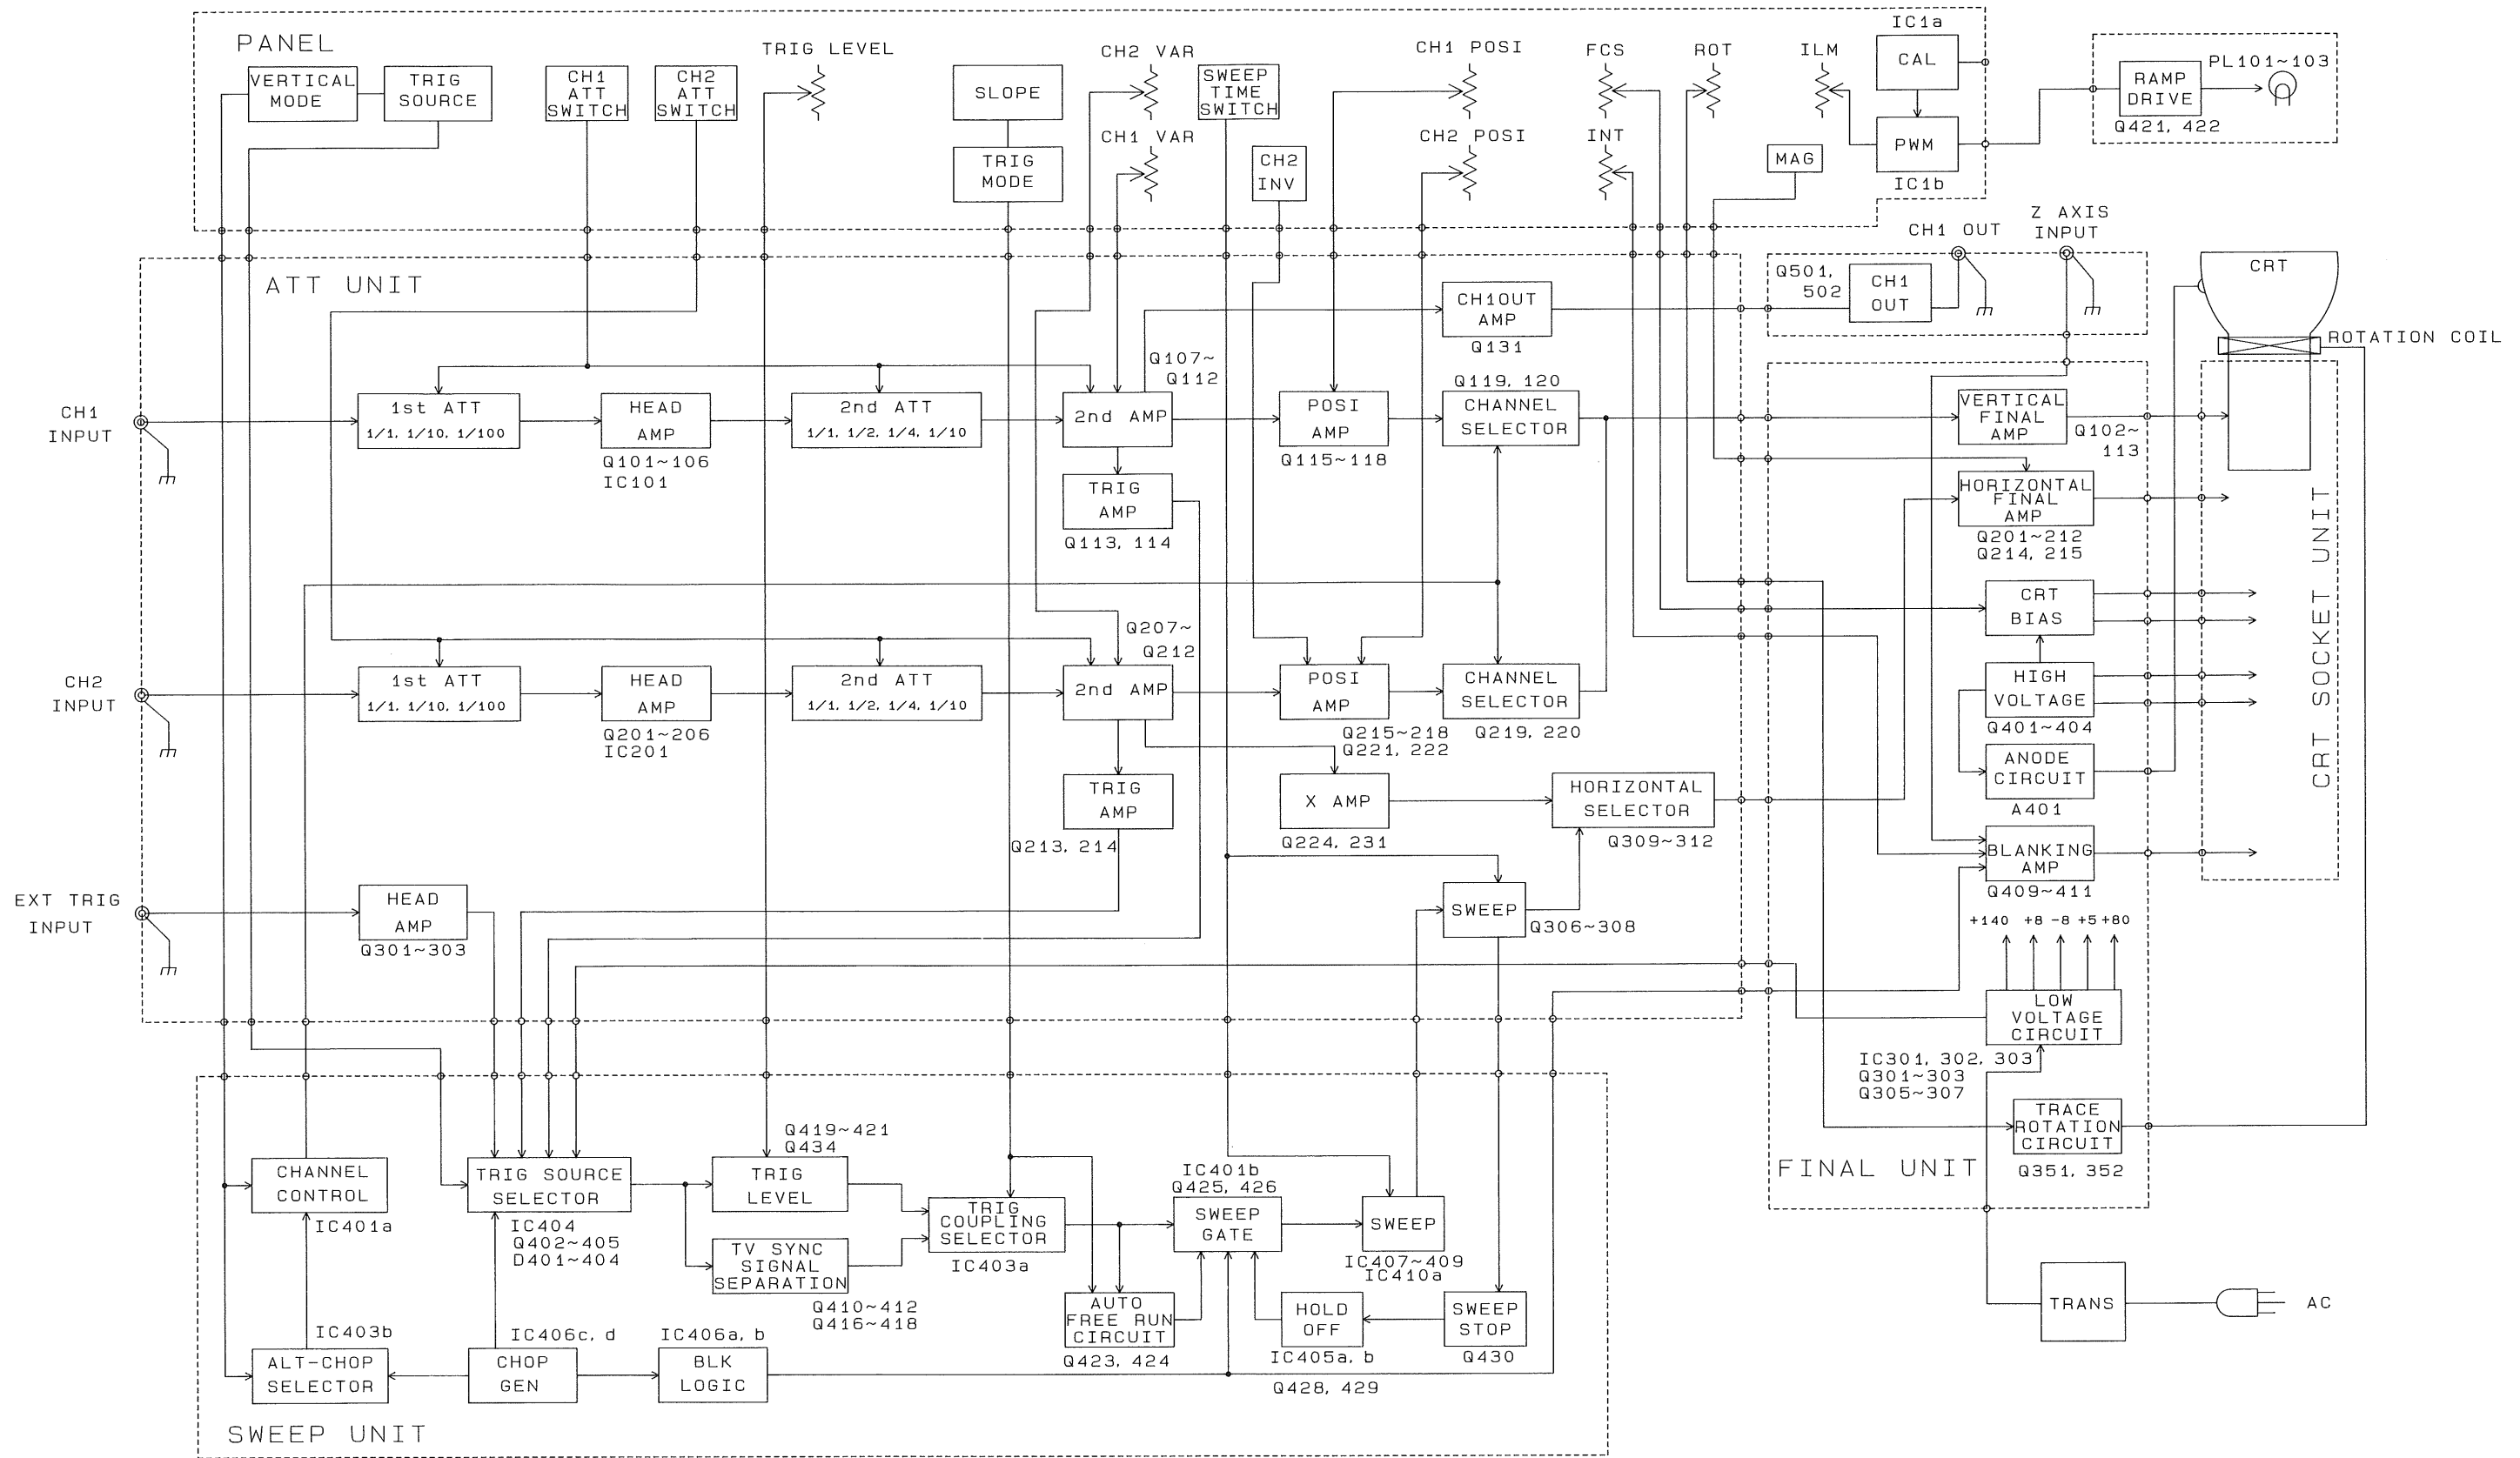 PANEL
VERTICAL
MODE
TRIG
SOURCE
CH1
ATT
SWITCH
CH2
ATT
SWITCH
TRIG LEVEL
SLOPE
TRIG
MODE
CH2 VAR
CH1 VAR
SWEEP
TIME
SWITCH
CH2
INV
CH1 POSI
CH2 POSI
FCS
INT
ROT
MAG
ILM
IC1a
CAL
PWM
IC1b
RAMP
DRIVE
Q421, 422
PL101~103
ATT UNIT
CH1 OUT
Z AXIS
INPUT
Q501,
502
CH1
OUT
CRT
ROTATION COIL
CH1OUT
AMP
Q131
CH1
INPUT
1st ATT
1/1, 1/10, 1/100
HEAD
AMP
Q101~106
IC101
2nd ATT
1/1, 1/2, 1/4, 1/10
Q107~
Q112
2nd AMP
TRIG
AMP
Q113, 114
POSI
AMP
Q115~118
Q119, 120
CHANNEL
SELECTOR
VERTICAL
FINAL
AMP
Q102~
113
HORIZONTAL
FINAL
AMP
Q201~212
Q214, 215
CRT SOCKET UNIT
CRT
BIAS
HIGH
VOLTAGE
Q401~404
ANODE
CIRCUIT
A401
BLANKING
AMP
Q409~411
CH2
INPUT
1st ATT
1/1, 1/10, 1/100
HEAD
AMP
Q201~206
IC201
2nd ATT
1/1, 1/2, 1/4, 1/10
Q207~
Q212
2nd AMP
TRIG
AMP
Q213, 214
POSI
AMP
Q215~218
Q221, 222
CHANNEL
SELECTOR
Q219, 220
X AMP
Q224, 231
HORIZONTAL
SELECTOR
Q309~312
EXT TRIG
INPUT
HEAD
AMP
Q301~303
SWEEP
Q306~308
+140 +8 -8 +5 +80
LOW
VOLTAGE
CIRCUIT
IC301, 302, 303
Q301~303
Q305~307
TRACE
ROTATION
CIRCUIT
Q351, 352
FINAL UNIT
TRANS
AC
CHANNEL
CONTROL
IC401a
TRIG SOURCE
SELECTOR
IC404
Q402~405
D401~404
Q419~421
Q434
TRIG
LEVEL
TV SYNC
SIGNAL
SEPARATION
Q410~412
Q416~418
TRIG
COUPLING
SELECTOR
IC403a
IC401b
Q425, 426
SWEEP
GATE
SWEEP
IC407~409
IC410a
AUTO
FREE RUN
CIRCUIT
Q423, 424
HOLD
OFF
IC405a, b
Q428, 429
SWEEP
STOP
Q430
IC403b
ALT-CHOP
SELECTOR
IC406c, d
CHOP
GEN
IC406a, b
BLK
LOGIC
SWEEP UNIT